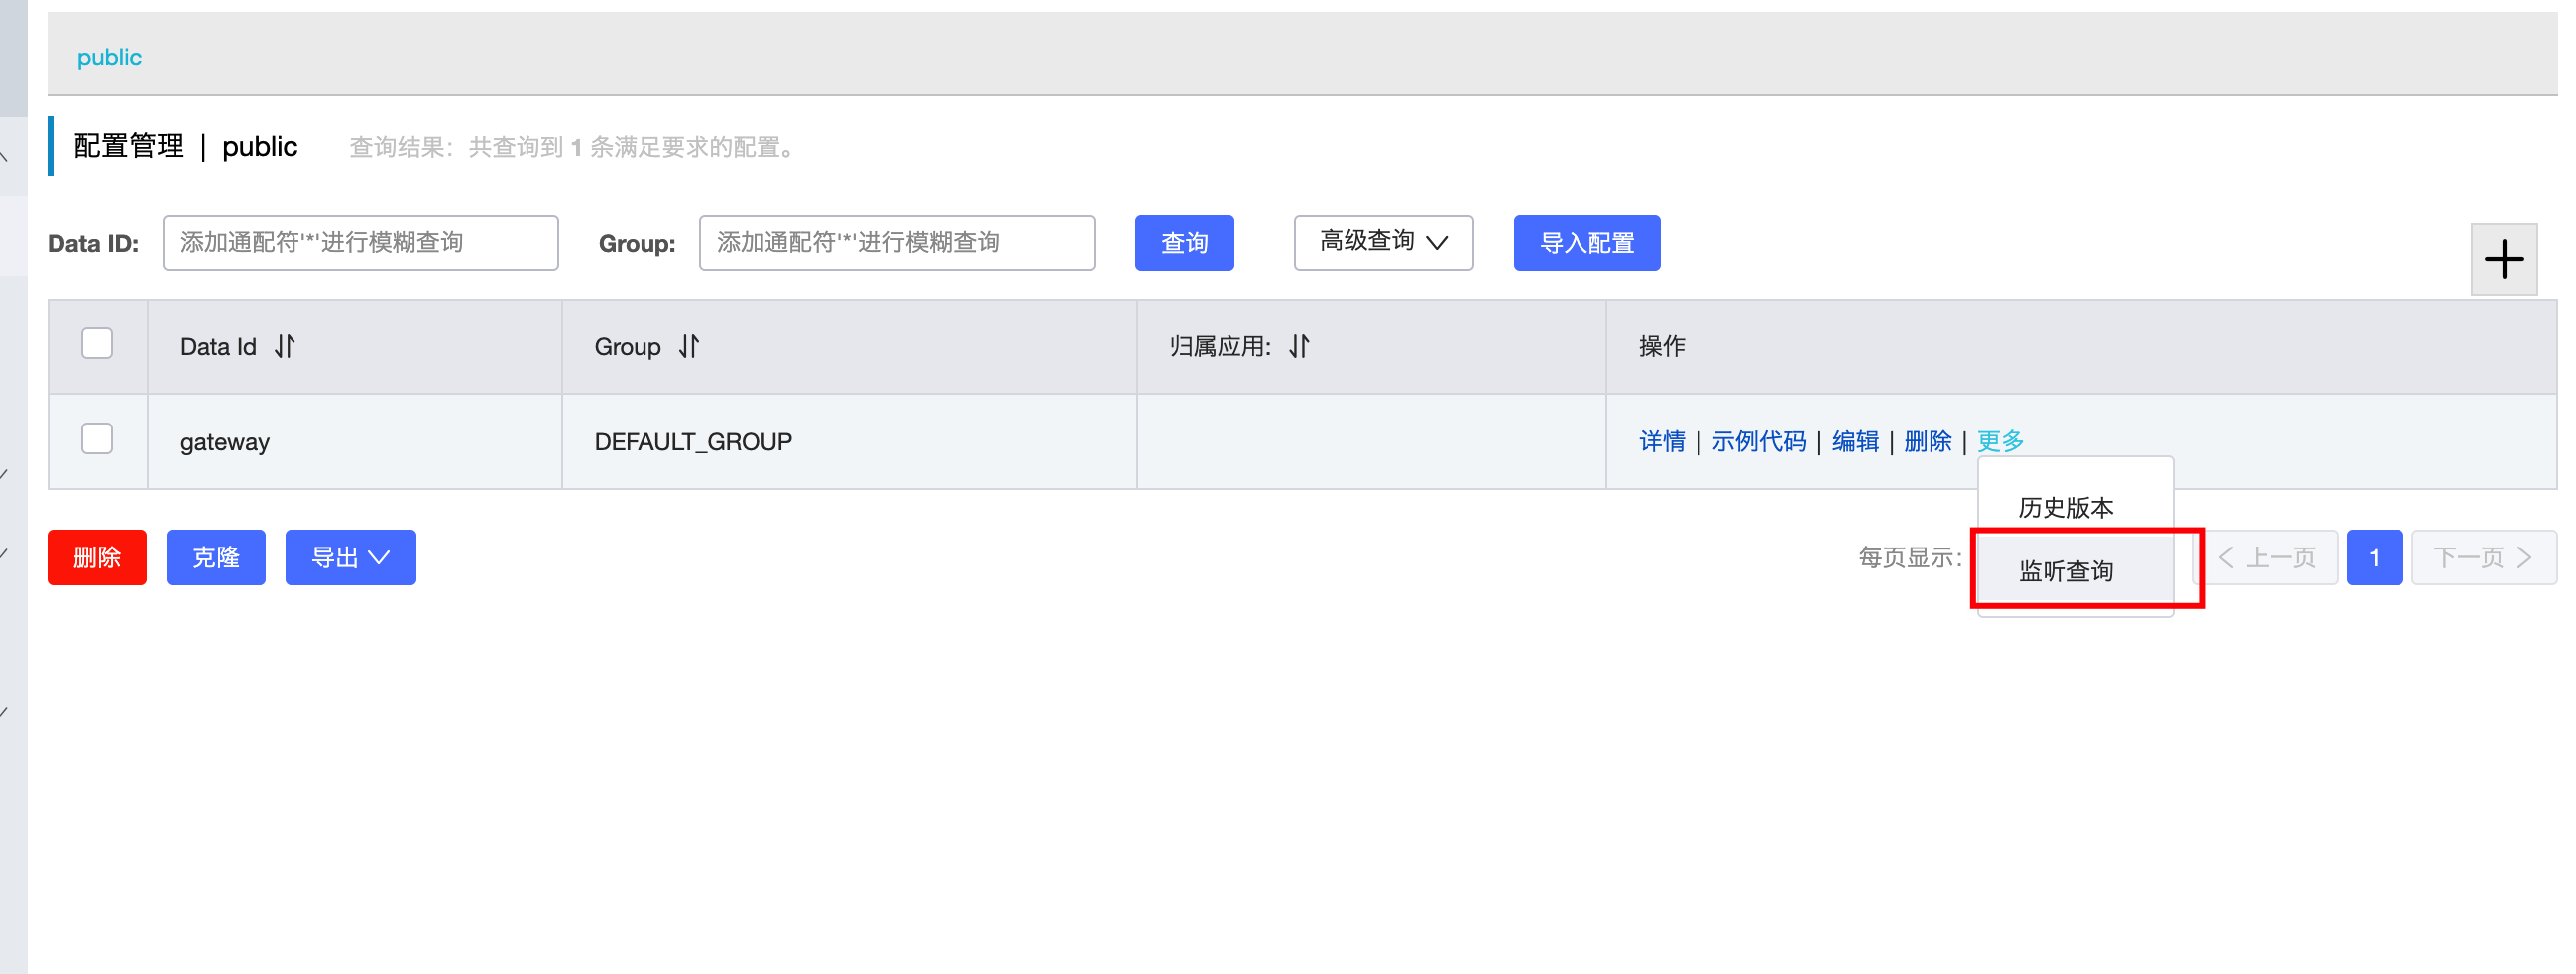 public
配置管理 | public 查询结果：共查询到 1 条满足要求的配置。
Data ID: 添加通配符'*'进行模糊查询 Group: 添加通配符'*'进行模糊查询 查询 高级查询 导入配置
Data Id Group 归属应用: 操作
gateway DEFAULT_GROUP 详情 | 示例代码 | 编辑 | 删除 | 更多
历史版本
删除 克隆 导出 每页显示: 监听查询 上一页 1 下一页